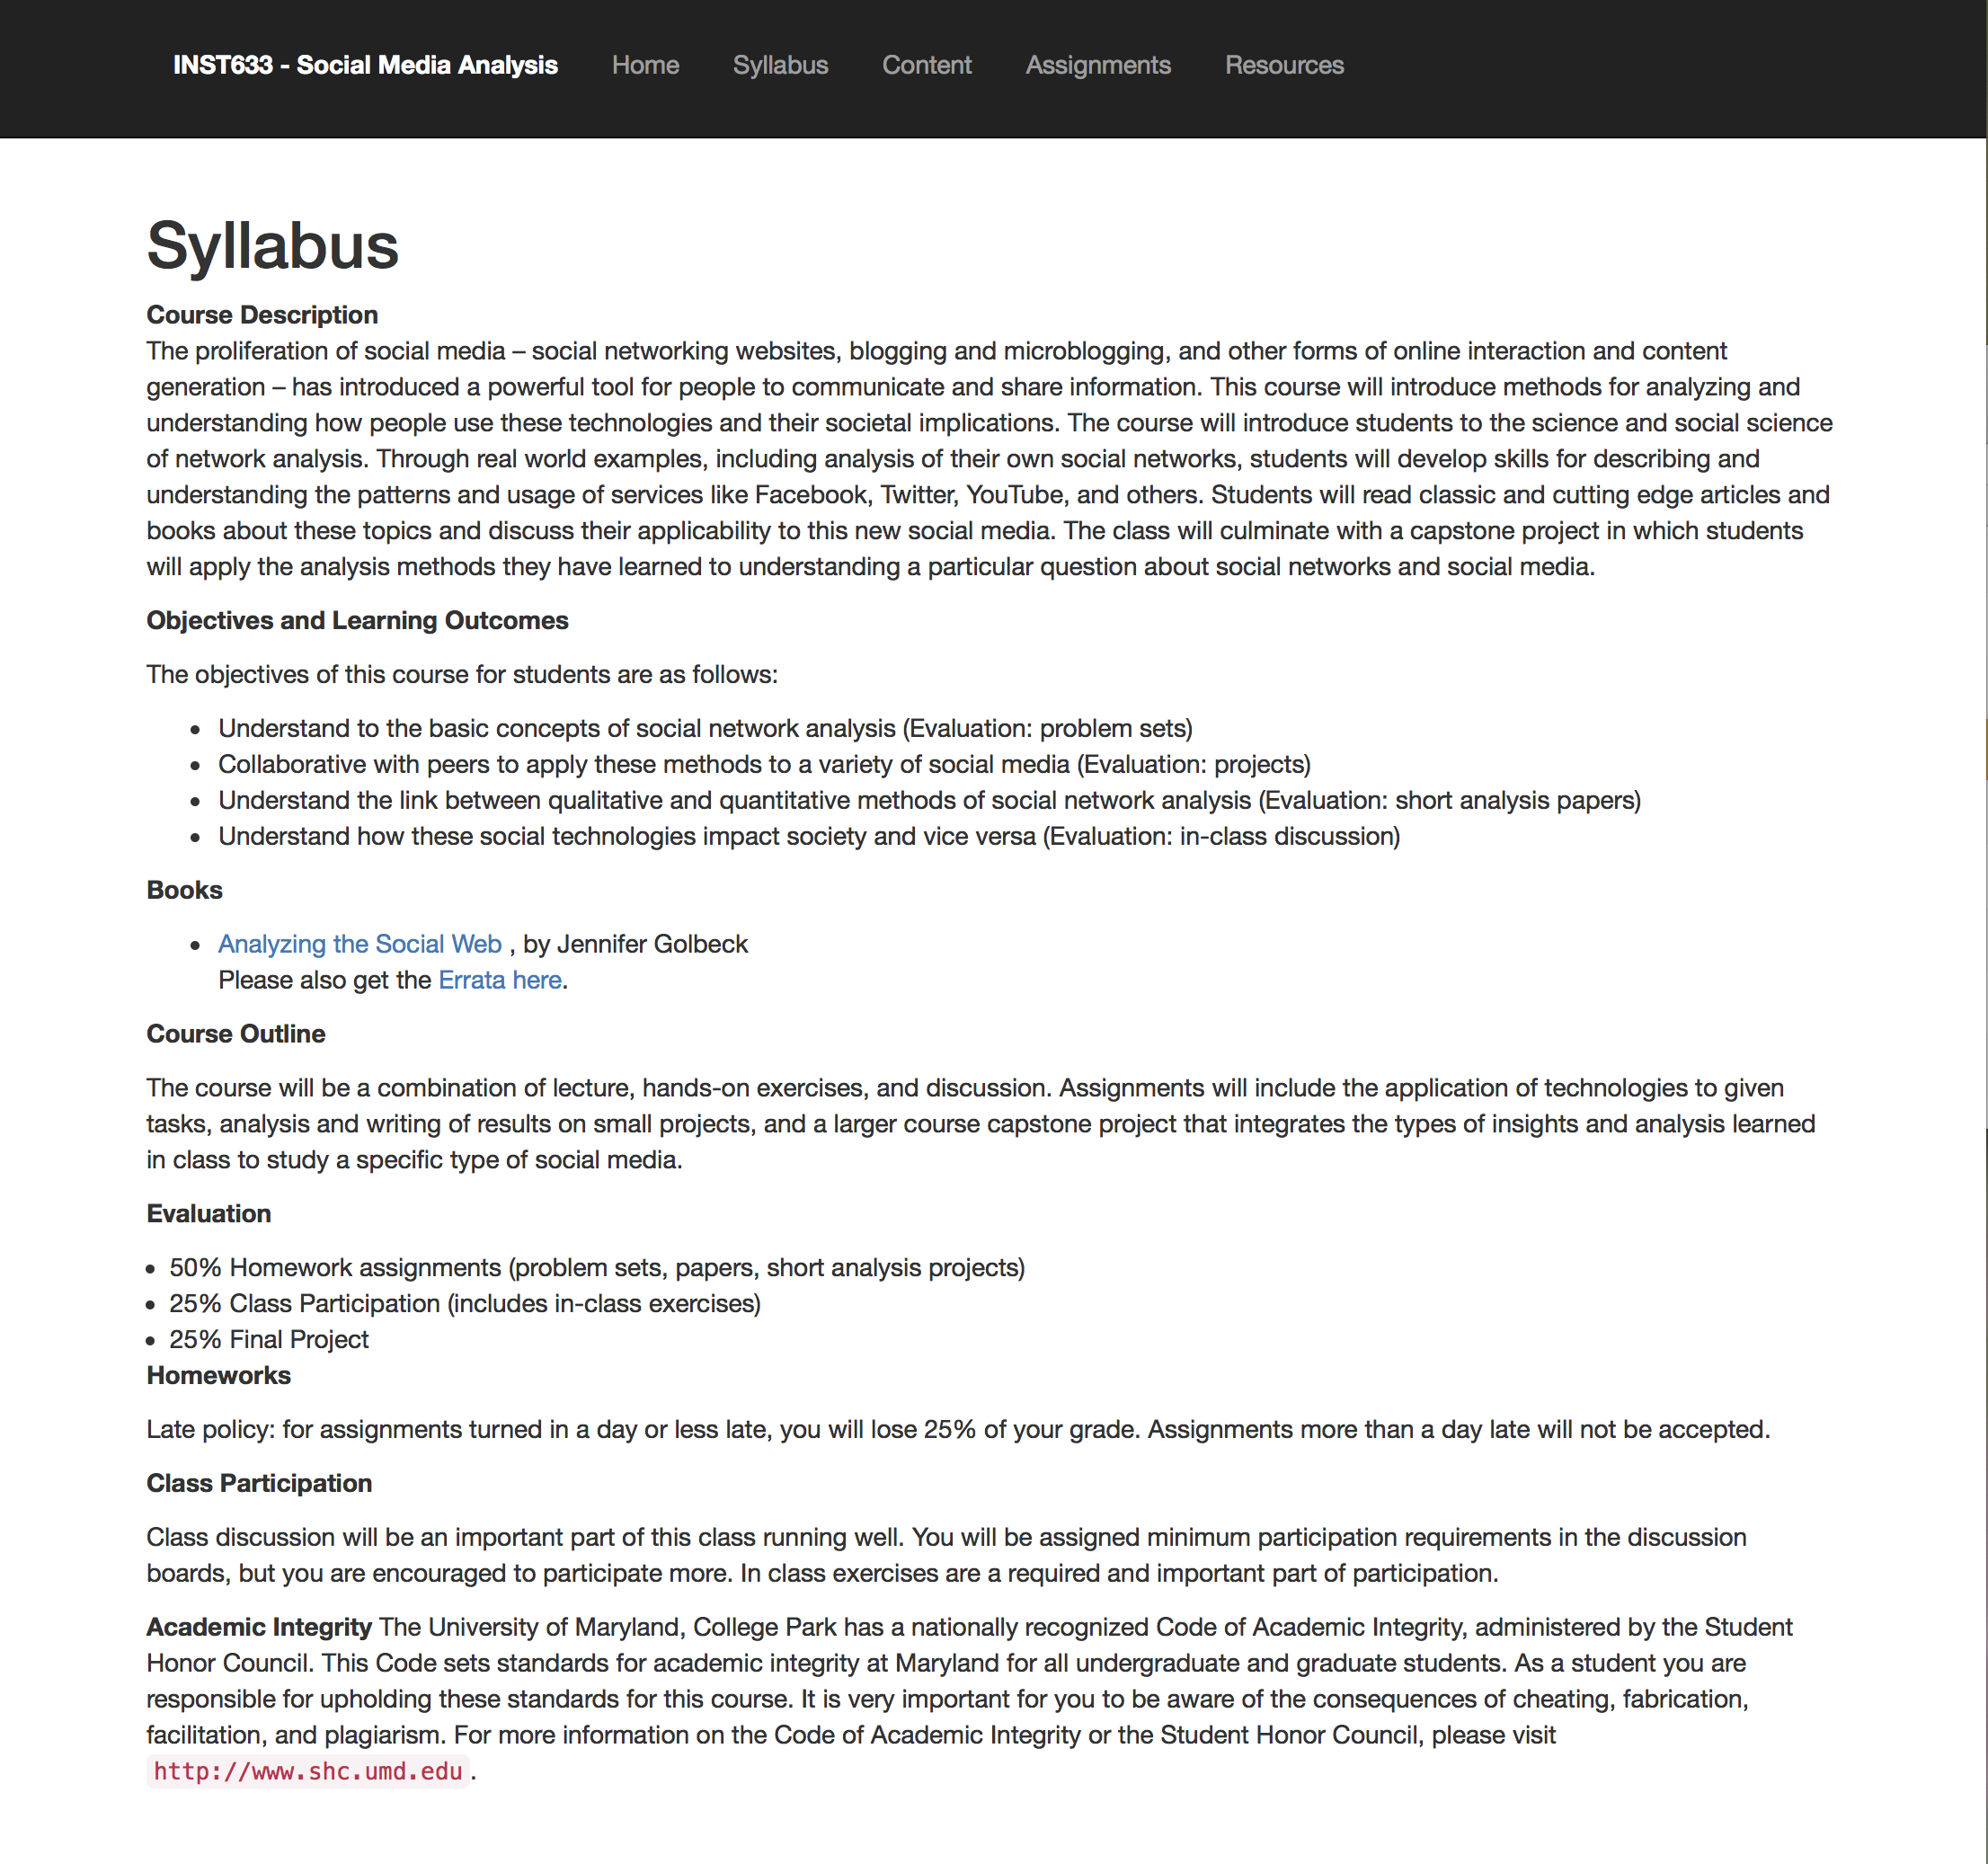 INST633 - Social Media Analysis Home Syllabus Content Assignments Resources
Syllabus
Course Description
The proliferation of social media – social networking websites, blogging and microblogging, and other forms of online interaction and content
generation – has introduced a powerful tool for people to communicate and share information. This course will introduce methods for analyzing and
understanding how people use these technologies and their societal implications. The course will introduce students to the science and social science
of network analysis. Through real world examples, including analysis of their own social networks, students will develop skills for describing and
understanding the patterns and usage of services like Facebook, Twitter, YouTube, and others. Students will read classic and cutting edge articles and
books about these topics and discuss their applicability to this new social media. The class will culminate with a capstone project in which students
will apply the analysis methods they have learned to understanding a particular question about social networks and social media.
Objectives and Learning Outcomes
The objectives of this course for students are as follows:
• Understand to the basic concepts of social network analysis (Evaluation: problem sets)
• Collaborative with peers to apply these methods to a variety of social media (Evaluation: projects)
• Understand the link between qualitative and quantitative methods of social network analysis (Evaluation: short analysis papers)
• Understand how these social technologies impact society and vice versa (Evaluation: in-class discussion)
Books
• Analyzing the Social Web , by Jennifer Golbeck
Please also get the Errata here.
Course Outline
The course will be a combination of lecture, hands-on exercises, and discussion. Assignments will include the application of technologies to given
tasks, analysis and writing of results on small projects, and a larger course capstone project that integrates the types of insights and analysis learned
in class to study a specific type of social media.
Evaluation
• 50% Homework assignments (problem sets, papers, short analysis projects)
• 25% Class Participation (includes in-class exercises)
• 25% Final Project
Homeworks
Late policy: for assignments turned in a day or less late, you will lose 25% of your grade. Assignments more than a day late will not be accepted.
Class Participation
Class discussion will be an important part of this class running well. You will be assigned minimum participation requirements in the discussion
boards, but you are encouraged to participate more. In class exercises are a required and important part of participation.
Academic Integrity The University of Maryland, College Park has a nationally recognized Code of Academic Integrity, administered by the Student
Honor Council. This Code sets standards for academic integrity at Maryland for all undergraduate and graduate students. As a student you are
responsible for upholding these standards for this course. It is very important for you to be aware of the consequences of cheating, fabrication,
facilitation, and plagiarism. For more information on the Code of Academic Integrity or the Student Honor Council, please visit
http://www.shc.umd.edu.